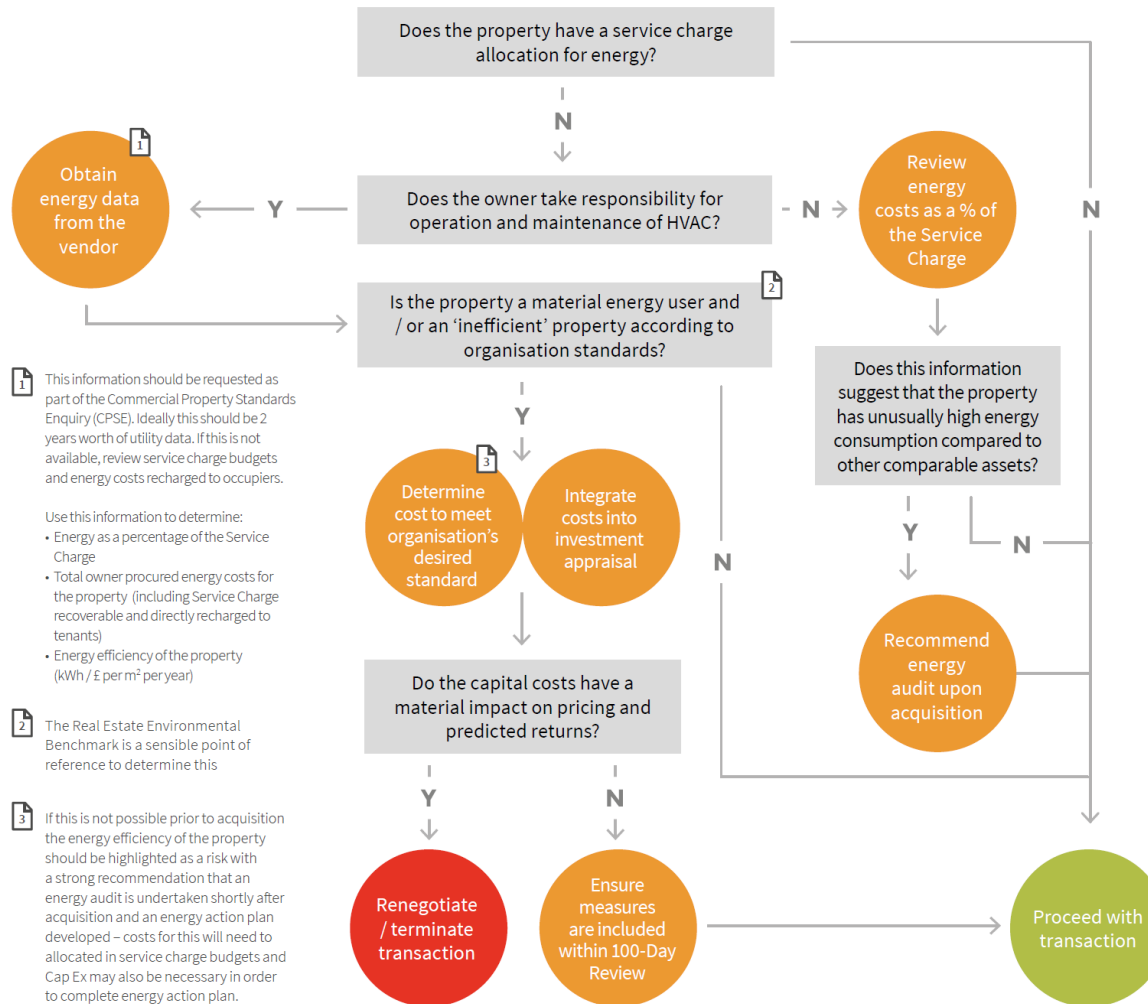 Does the property have a service charge
allocation for energy?
N
1
Obtain
energy data
from the
vendor
Y
Does the owner take responsibility for
operation and maintenance of HVAC?
N
Review
energy
costs as a % of
the Service
Charge
N
2
Is the property a material energy user and
/ or an ‘inefficient’ property according to
organisation standards?
Y
Does this information
suggest that the property
has unusually high energy
consumption compared to
other comparable assets?
Y
N
3
Determine
cost to meet
organisation’s
desired
standard
Integrate
costs into
investment
appraisal
N
Recommend
energy
audit upon
acquisition
Do the capital costs have a
material impact on pricing and
predicted returns?
Y
N
Renegotiate
/ terminate
transaction
Ensure
measures
are included
within 100-Day
Review
Proceed with
transaction
1
This information should be requested as
part of the Commercial Property Standards
Enquiry (CPSE). Ideally this should be 2
years worth of utility data. If this is not
available, review service charge budgets
and energy costs recharged to occupiers.
Use this information to determine:
• Energy as a percentage of the Service
Charge
• Total owner procured energy costs for
the property (including Service Charge
recoverable and directly recharged to
tenants)
• Energy efficiency of the property
(kWh / £ per m² per year)
2
The Real Estate Environmental
Benchmark is a sensible point of
reference to determine this
3
If this is not possible prior to acquisition
the energy efficiency of the property
should be highlighted as a risk with
a strong recommendation that an
energy audit is undertaken shortly after
acquisition and an energy action plan
developed – costs for this will need to
allocated in service charge budgets and
Cap Ex may also be necessary in order
to complete energy action plan.